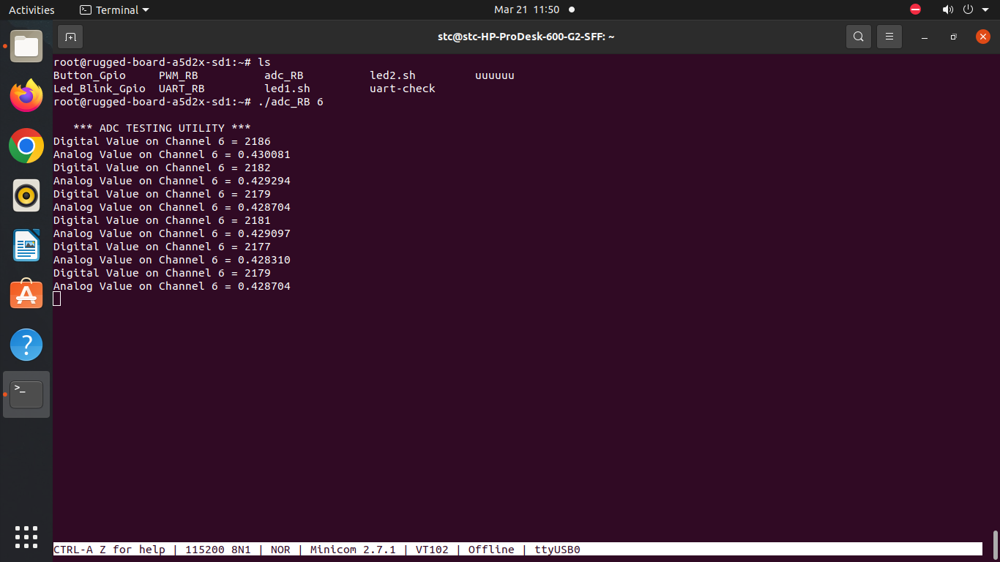 Activities Terminal Mar 21 11:50
stc@stc-HP-ProDesk-600-G2-SFF: ~
root@rugged-board-a5d2x-sd1:~# ls
Button_Gpio     PWM_RB          adc_RB          led2.sh         uuuuuu
Led_Blink_Gpio  UART_RB         led1.sh         uart-check
root@rugged-board-a5d2x-sd1:~# ./adc_RB 6
*** ADC TESTING UTILITY ***
Digital Value on Channel 6 = 2186
Analog Value on Channel 6 = 0.430081
Digital Value on Channel 6 = 2182
Analog Value on Channel 6 = 0.429294
Digital Value on Channel 6 = 2179
Analog Value on Channel 6 = 0.428704
Digital Value on Channel 6 = 2181
Analog Value on Channel 6 = 0.429097
Digital Value on Channel 6 = 2177
Analog Value on Channel 6 = 0.428310
Digital Value on Channel 6 = 2179
Analog Value on Channel 6 = 0.428704
CTRL-A Z for help | 115200 8N1 | NOR | Minicom 2.7.1 | VT102 | Offline | ttyUSB0